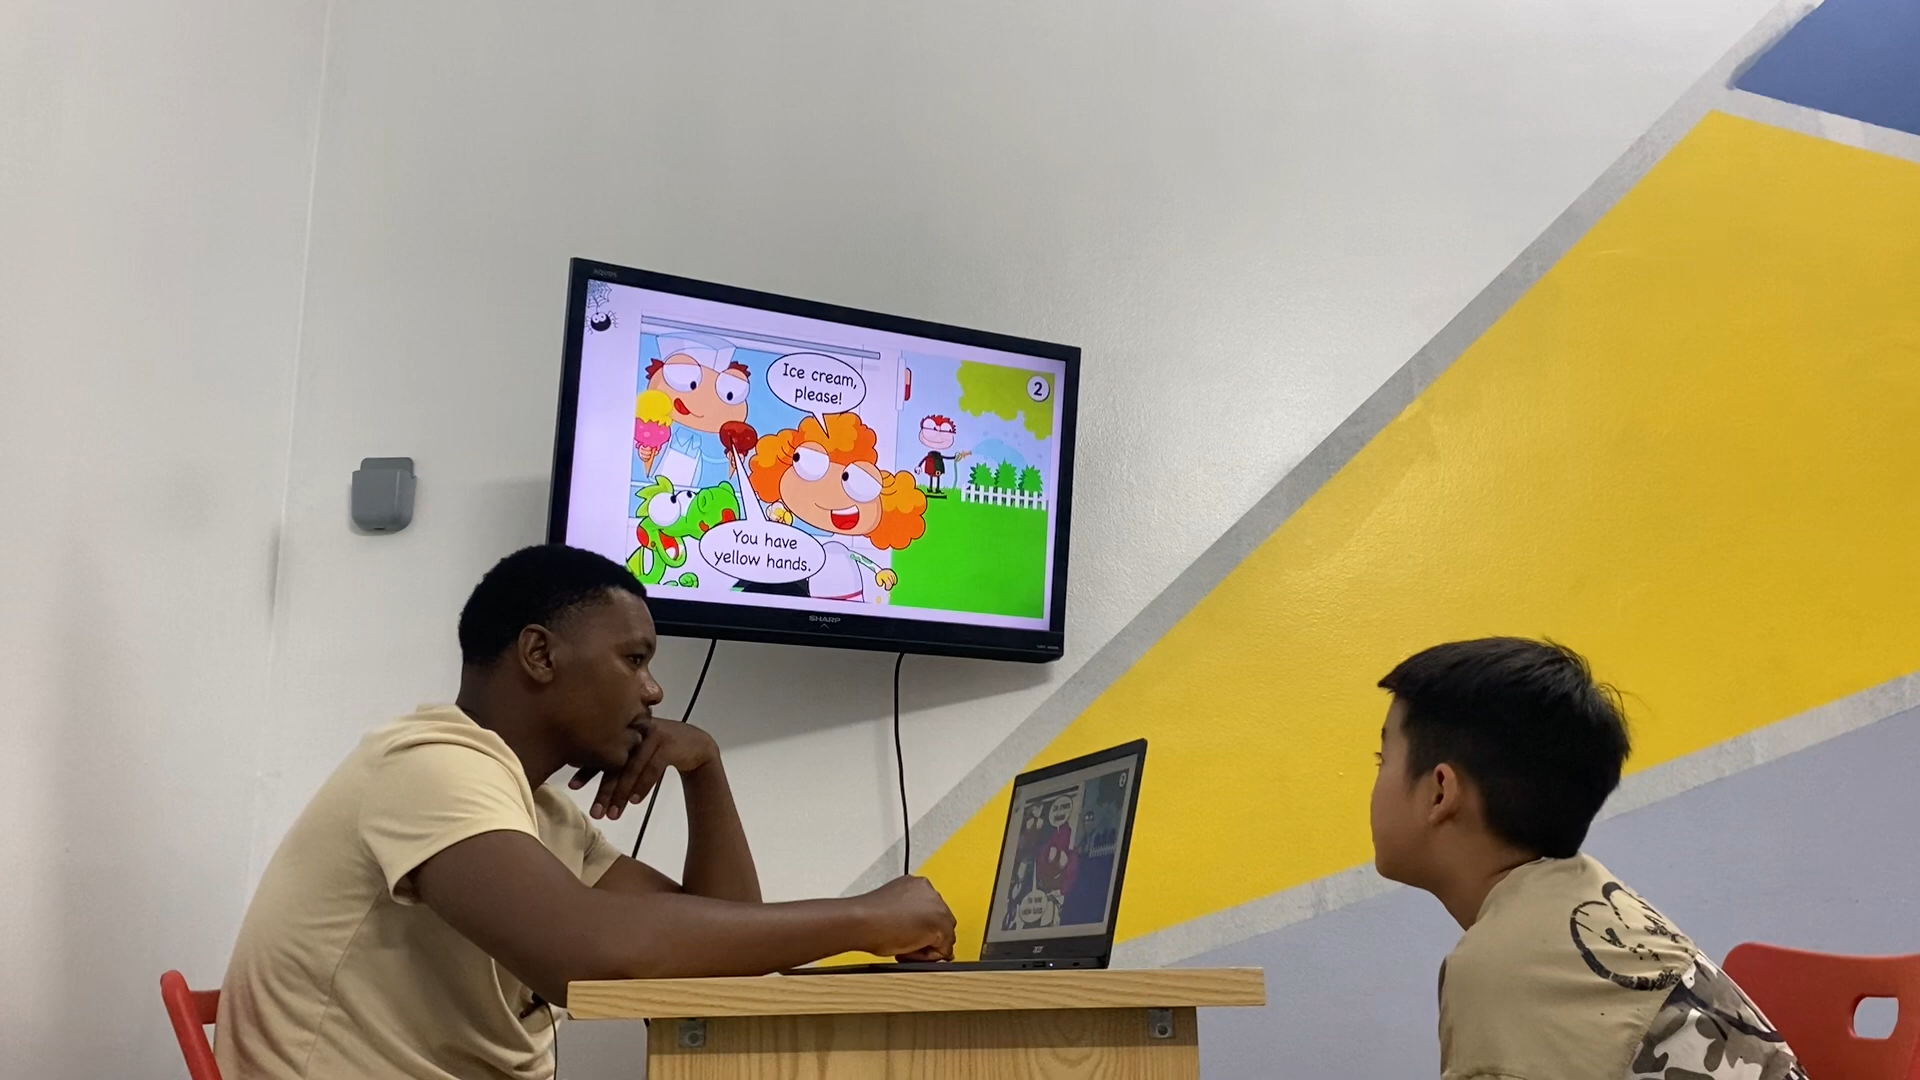 AQUOS
Ice cream,
please!
2
You have
yellow hands.
SHARP
acer